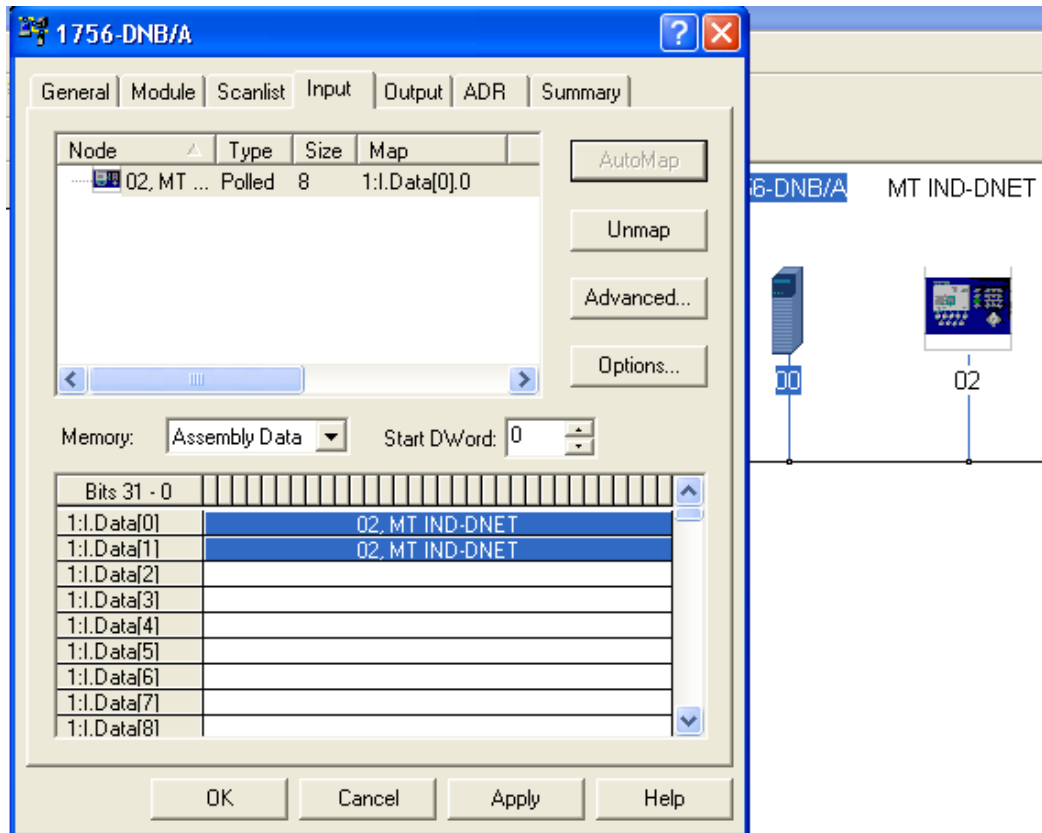 1756-DNB/A
General Module Scanlist Input Output ADR Summary
Node Type Size Map
02, MT ... Polled 8 1:I.Data[0].0
AutoMap
Unmap
Advanced...
Options...
Memory: Assembly Data Start DWord: 0
Bits 31 - 0
1:I.Data[0] 02, MT IND-DNET
1:I.Data[1] 02, MT IND-DNET
1:I.Data[2]
1:I.Data[3]
1:I.Data[4]
1:I.Data[5]
1:I.Data[6]
1:I.Data[7]
1:I.Data[8]
OK Cancel Apply Help
6-DNB/A MT IND-DNET
00 02